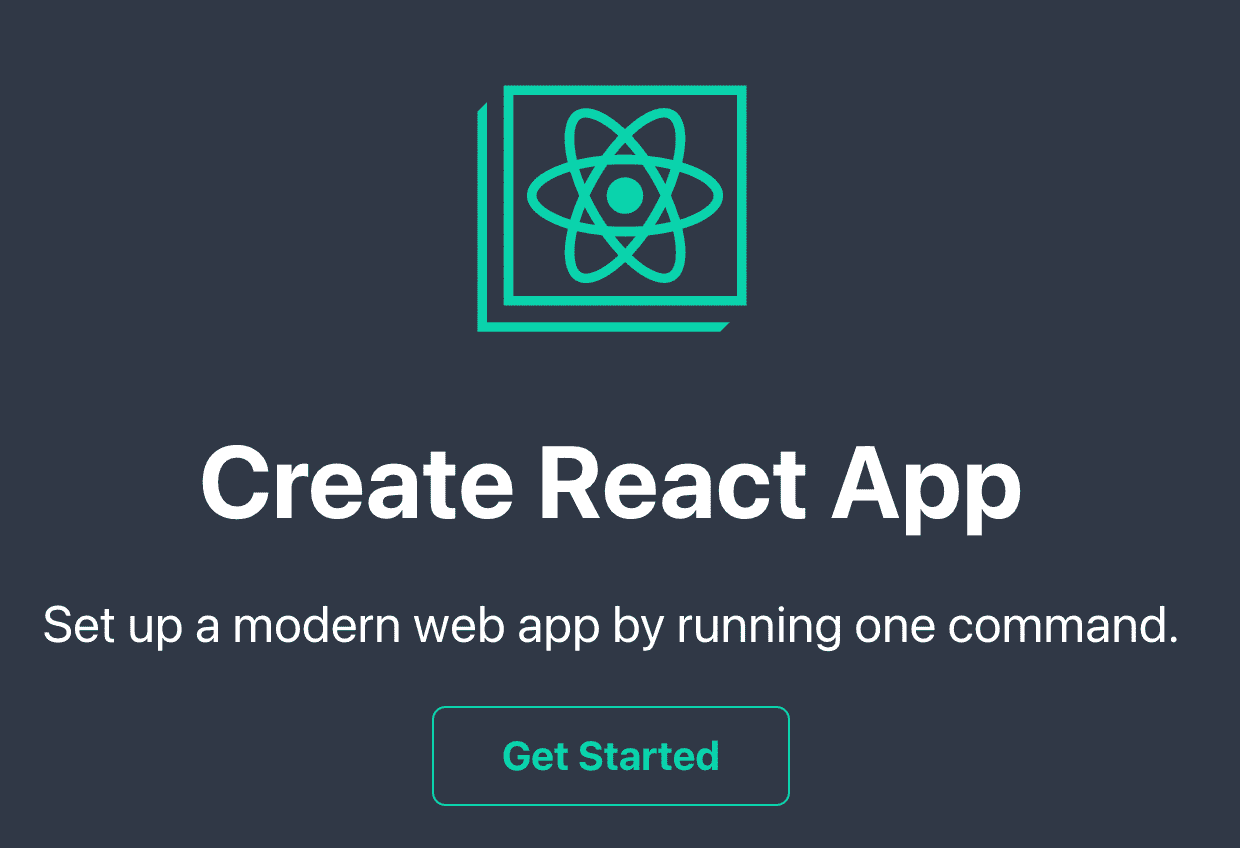 Create React App
Set up a modern web app by running one command.
Get Started